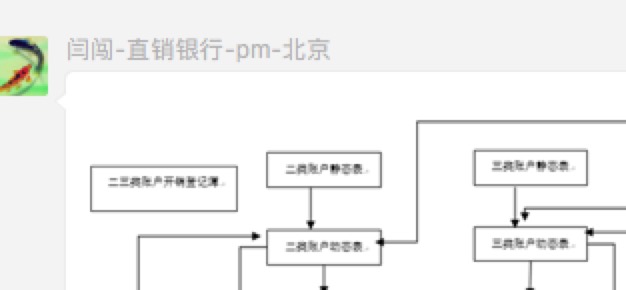 闫闯-直销银行-pm-北京
二类账户静态表
三类账户静态表
二三类账户开销登记簿
二类账户动态表
三类账户动态表